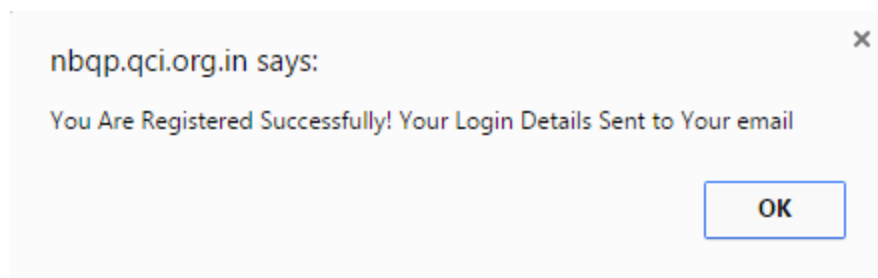 nbqp.qci.org.in says:
You Are Registered Successfully! Your Login Details Sent to Your email
OK